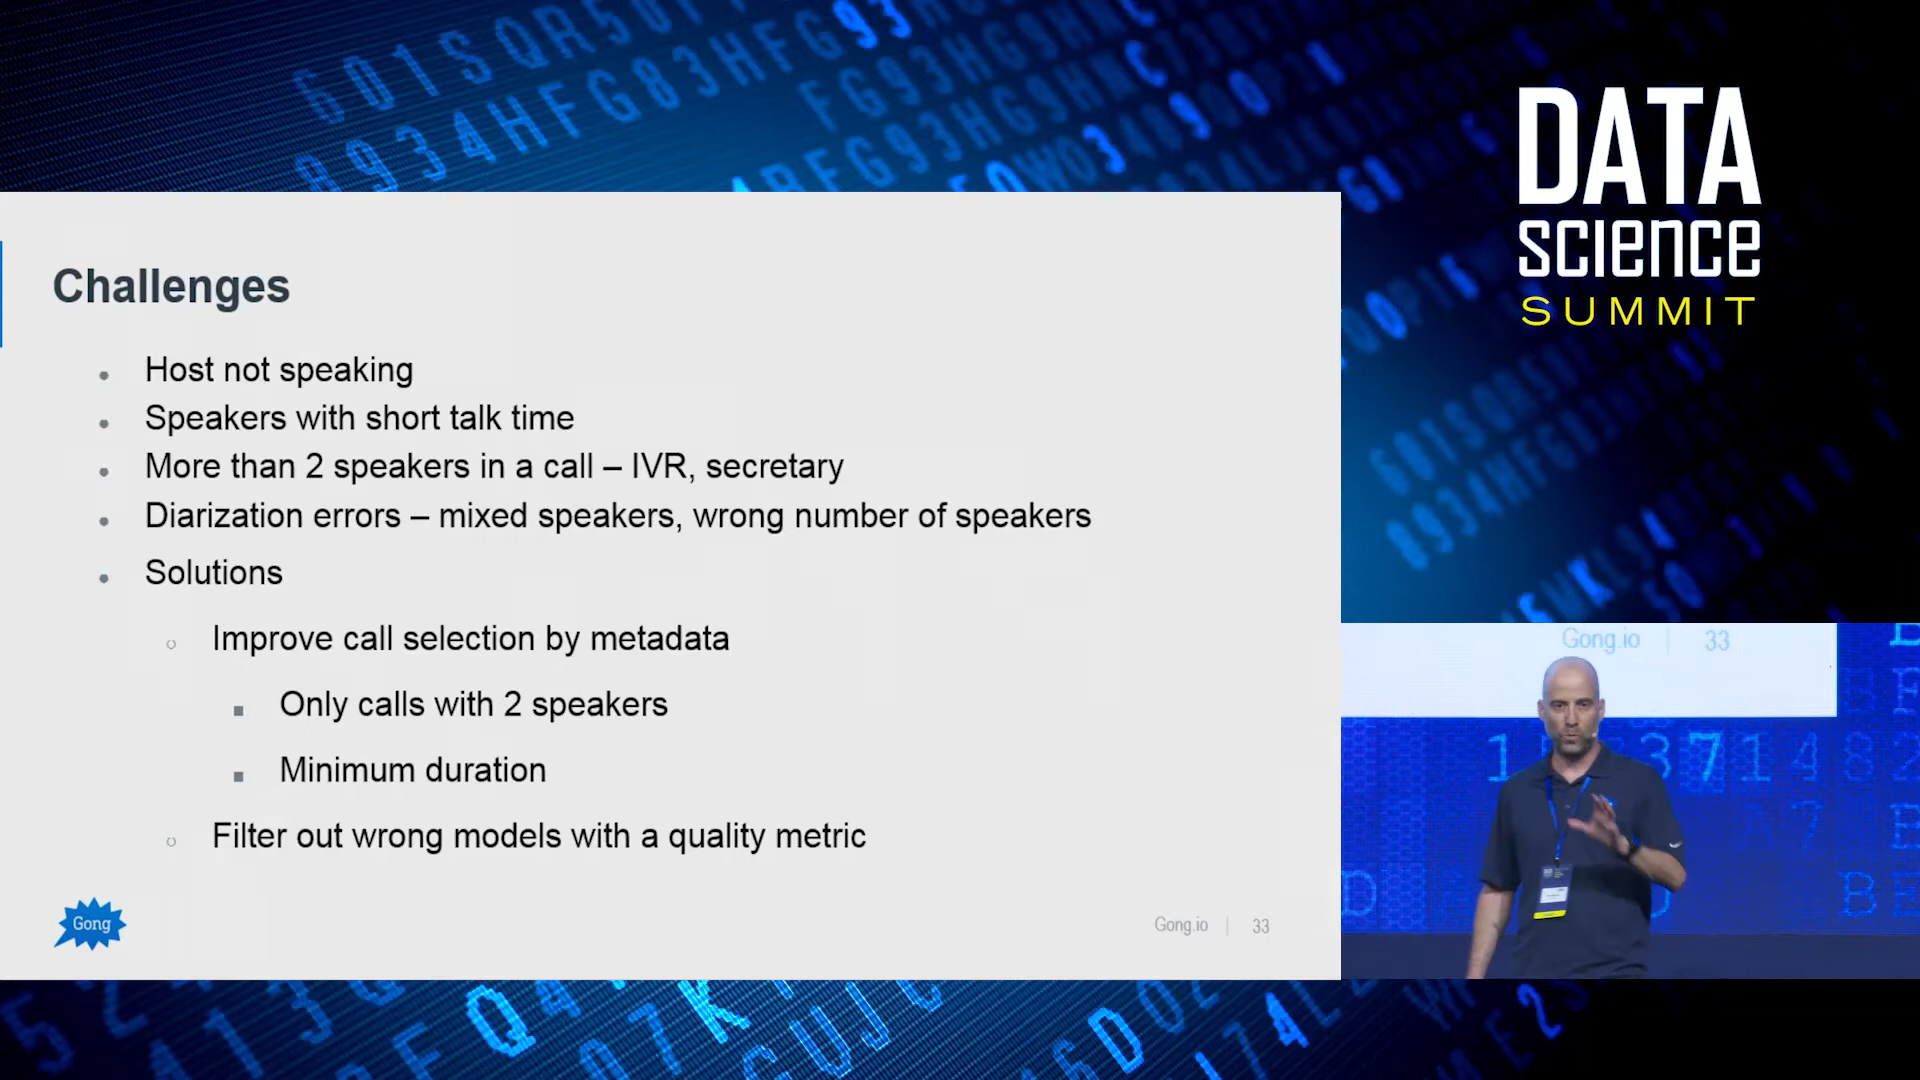 DATA
science
SUMMIT
Challenges
Host not speaking
Speakers with short talk time
More than 2 speakers in a call – IVR, secretary
Diarization errors – mixed speakers, wrong number of speakers
Solutions
Improve call selection by metadata
Only calls with 2 speakers
Minimum duration
Filter out wrong models with a quality metric
Gong
Gong.io | 33
Gong.io | 33